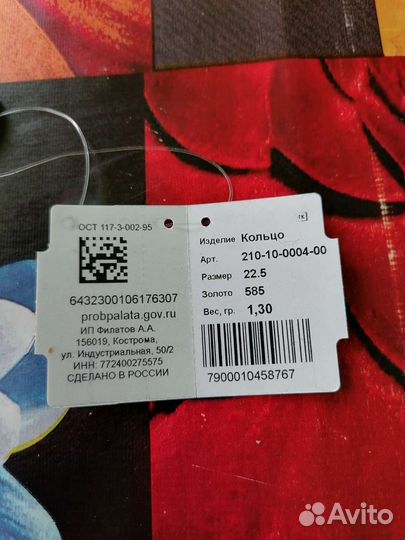 ОСТ 117-3-002-95
6432300106176307
probpalata.gov.ru
ИП Филатов А.А.
156019, Кострома,
ул. Индустриальная, 50/2
ИНН: 772400275575
СДЕЛАНО В РОССИИ
Изделие Кольцо
Арт. 210-10-0004-00
Размер 22.5
Золото 585
Вес, гр. 1,30
7900010458767
Avito